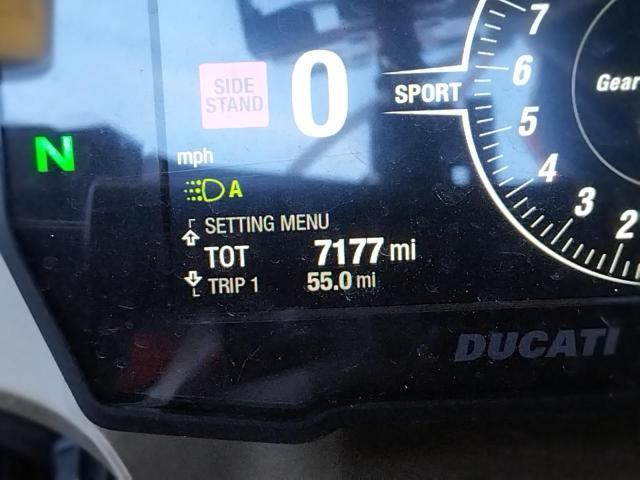 7
6
SIDE
STAND
0
SPORT
Gear
5
N
mph
4
A
3
2
SETTING MENU
TOT 7177 mi
TRIP 1 55.0 mi
DUCATI